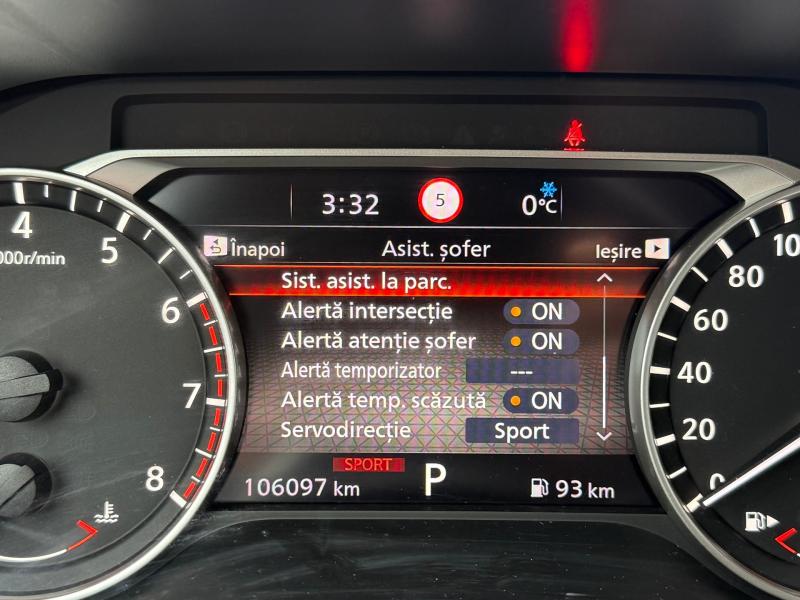 3:32 5 0°C
Înapoi Asist. șofer Ieșire
Sist. asist. la parc.
Alertă intersecție ON
Alertă atenție șofer ON
Alertă temporizator ---
Alertă temp. scăzută ON
Servodirecție Sport
SPORT
106097 km P 93 km
4 5 6 7 8
000r/min
100 80 60 40 20 0